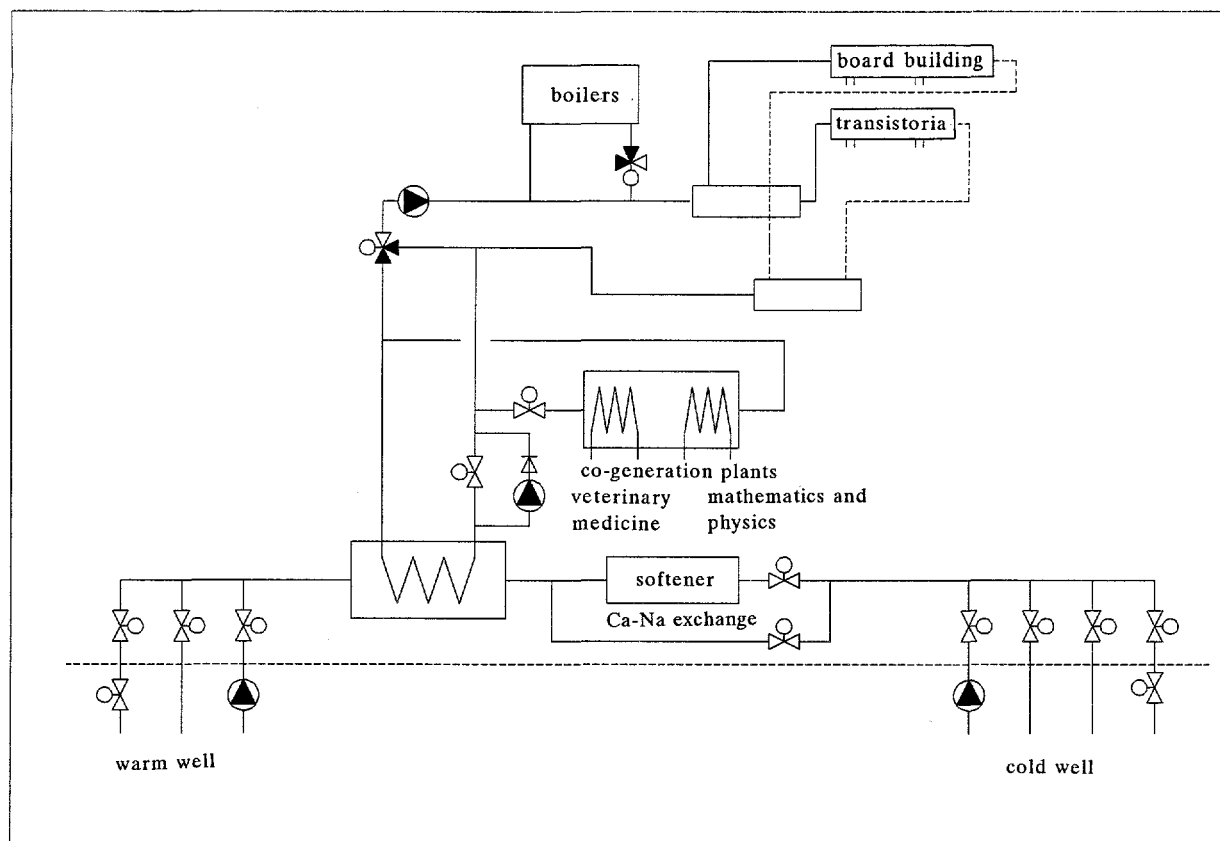 board building
boilers
transistoria
co-generation plants
veterinary mathematics and
medicine physics
softener
Ca-Na exchange
warm well
cold well